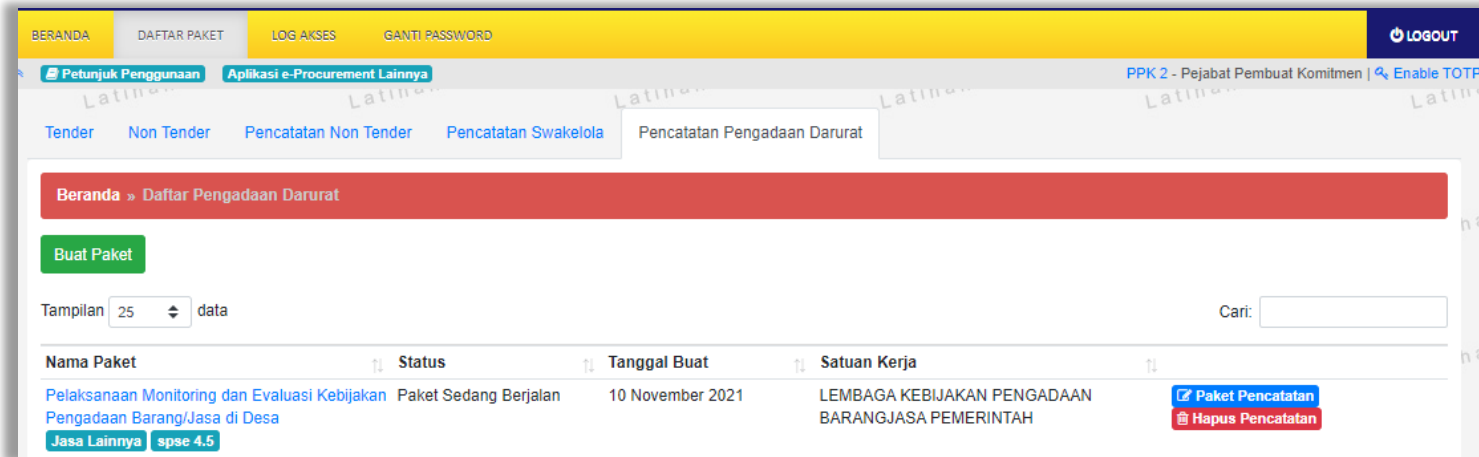 BERANDA DAFTAR PAKET LOG AKSES GANTI PASSWORD LOGOUT
Petunjuk Penggunaan Aplikasi e-Procurement Lainnya PPK 2 - Pejabat Pembuat Komitmen | Enable TOTP
Tender Non Tender Pencatatan Non Tender Pencatatan Swakelola Pencatatan Pengadaan Darurat
Beranda » Daftar Pengadaan Darurat
Buat Paket
Tampilan 25 data Cari:
Nama Paket Status Tanggal Buat Satuan Kerja
Pelaksanaan Monitoring dan Evaluasi Kebijakan Paket Sedang Berjalan 10 November 2021 LEMBAGA KEBIJAKAN PENGADAAN Paket Pencatatan
Pengadaan Barang/Jasa di Desa BARANGJASA PEMERINTAH Hapus Pencatatan
Jasa Lainnya spse 4.5